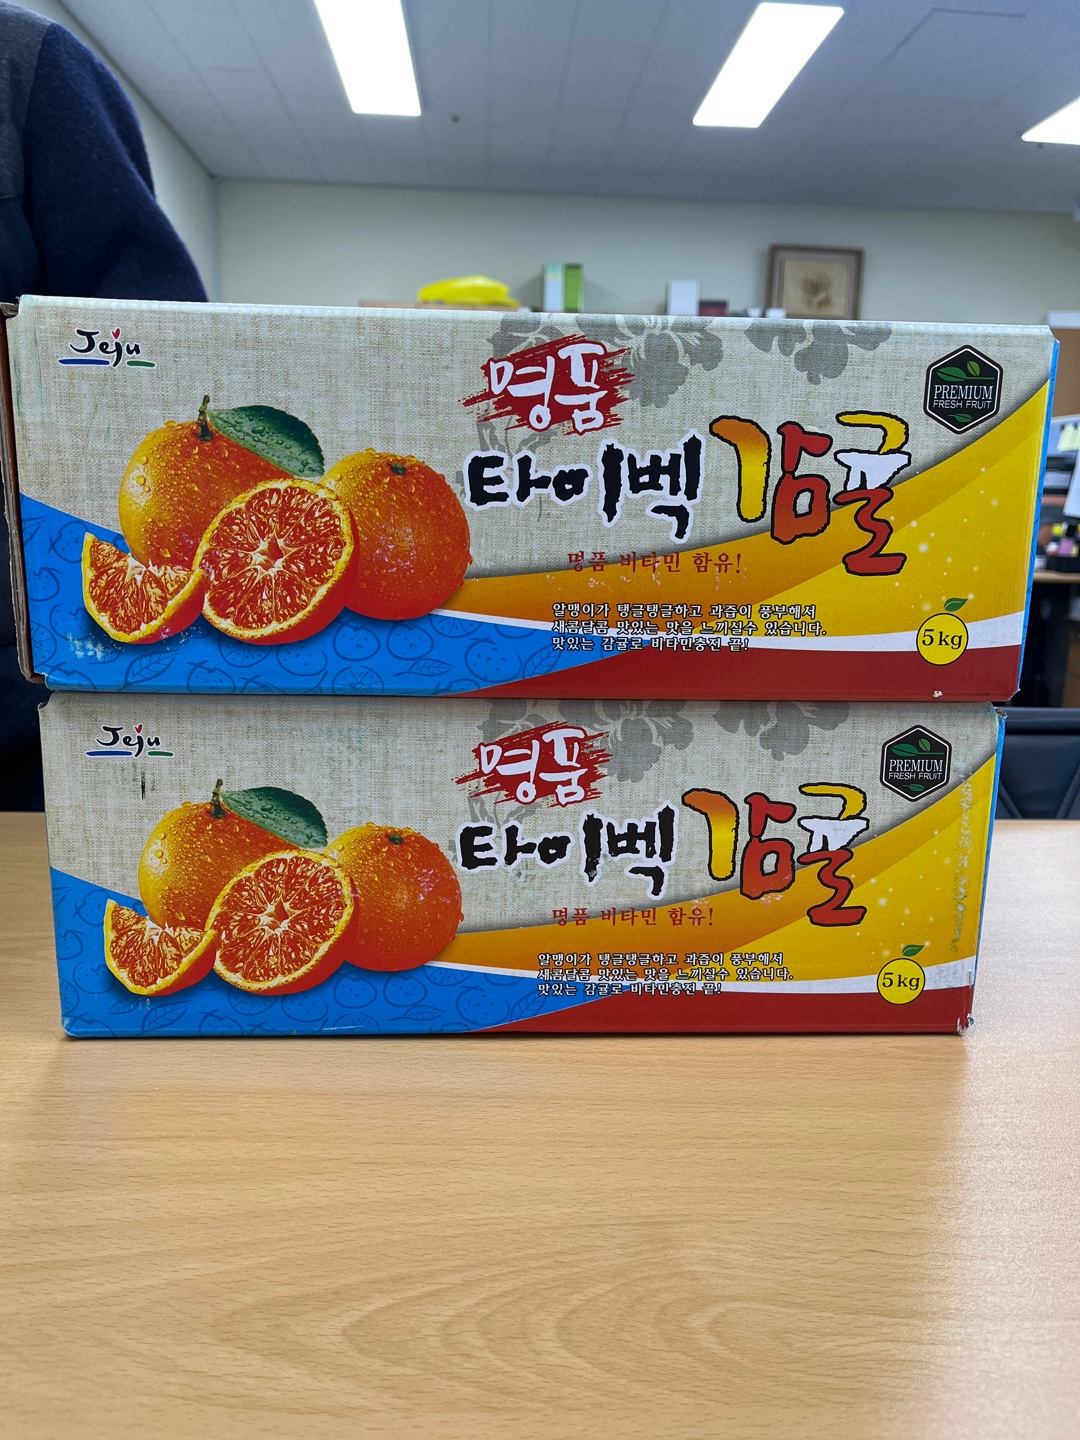 Jeju
명품
타이벡 감귤
PREMIUM
FRESH FRUIT
명품 비타민 함유!
알맹이가 탱글탱글하고 과즙이 풍부해서
새콤달콤 맛있는 맛을 느끼실수 있습니다.
맛있는 감귤로 비타민충전 끝!
5kg
Jeju
명품
타이벡 감귤
PREMIUM
FRESH FRUIT
명품 비타민 함유!
알맹이가 탱글탱글하고 과즙이 풍부해서
새콤달콤 맛있는 맛을 느끼실수 있습니다.
맛있는 감귤로 비타민충전 끝!
5kg